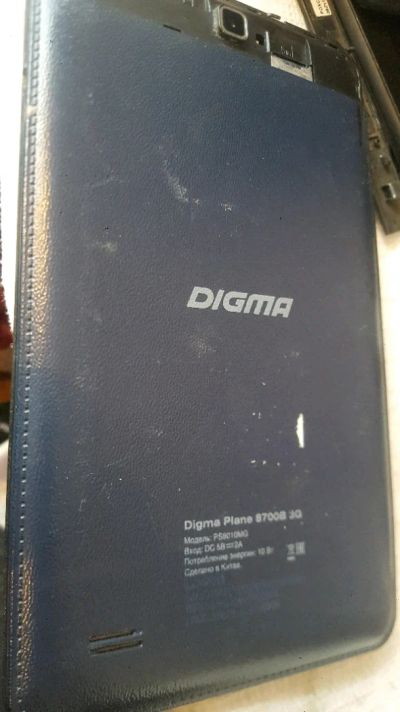 DIGMA
Digma Plane 8700B 3G
Модель: PS8010MG
Вход: DC 5В 2А
Потребление энергии: 10 Вт
Сделано в Китае